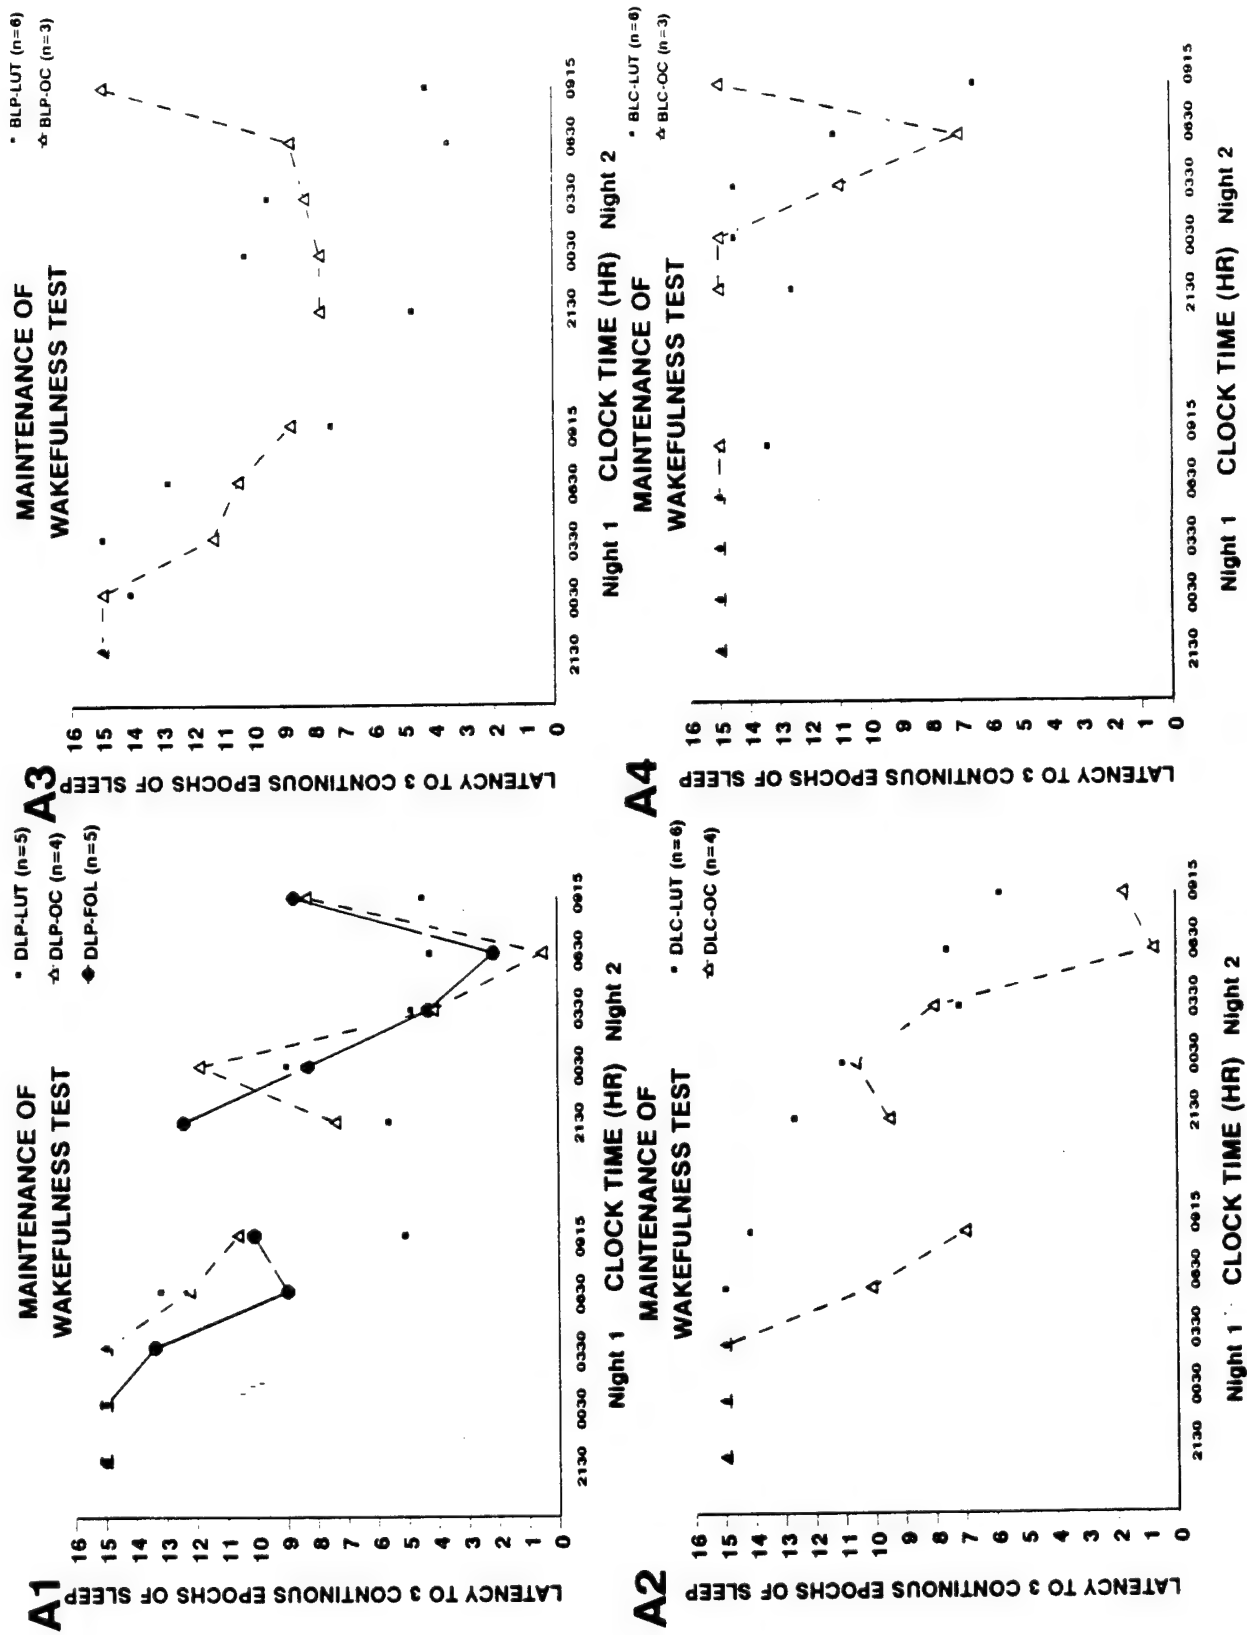 A1
MAINTENANCE OF
WAKEFULNESS TEST
DLP-LUT (n=5)
DLP-OC (n=4)
DLP-FOL (n=5)
LATENCY TO 3 CONTINOUS EPOCHS OF SLEEP
16
15
14
13
12
11
10
9
8
7
6
5
4
3
2
1
0
2130 0030 0330 0630 0915 2130 0030 0330 0630 0915
Night 1 CLOCK TIME (HR) Night 2
A2
MAINTENANCE OF
WAKEFULNESS TEST
DLC-LUT (n=6)
DLC-OC (n=4)
LATENCY TO 3 CONTINOUS EPOCHS OF SLEEP
16
15
14
13
12
11
10
9
8
7
6
5
4
3
2
1
0
2130 0030 0330 0630 0915 2130 0030 0330 0630 0915
Night 1 CLOCK TIME (HR) Night 2
A3
MAINTENANCE OF
WAKEFULNESS TEST
BLP-LUT (n=6)
BLP-OC (n=3)
LATENCY TO 3 CONTINOUS EPOCHS OF SLEEP
16
15
14
13
12
11
10
9
8
7
6
5
4
3
2
1
0
2130 0030 0330 0630 0915 2130 0030 0330 0630 0915
Night 1 CLOCK TIME (HR) Night 2
A4
MAINTENANCE OF
WAKEFULNESS TEST
BLC-LUT (n=6)
BLC-OC (n=3)
LATENCY TO 3 CONTINOUS EPOCHS OF SLEEP
16
15
14
13
12
11
10
9
8
7
6
5
4
3
2
1
0
2130 0030 0330 0630 0915 2130 0030 0330 0630 0915
Night 1 CLOCK TIME (HR) Night 2